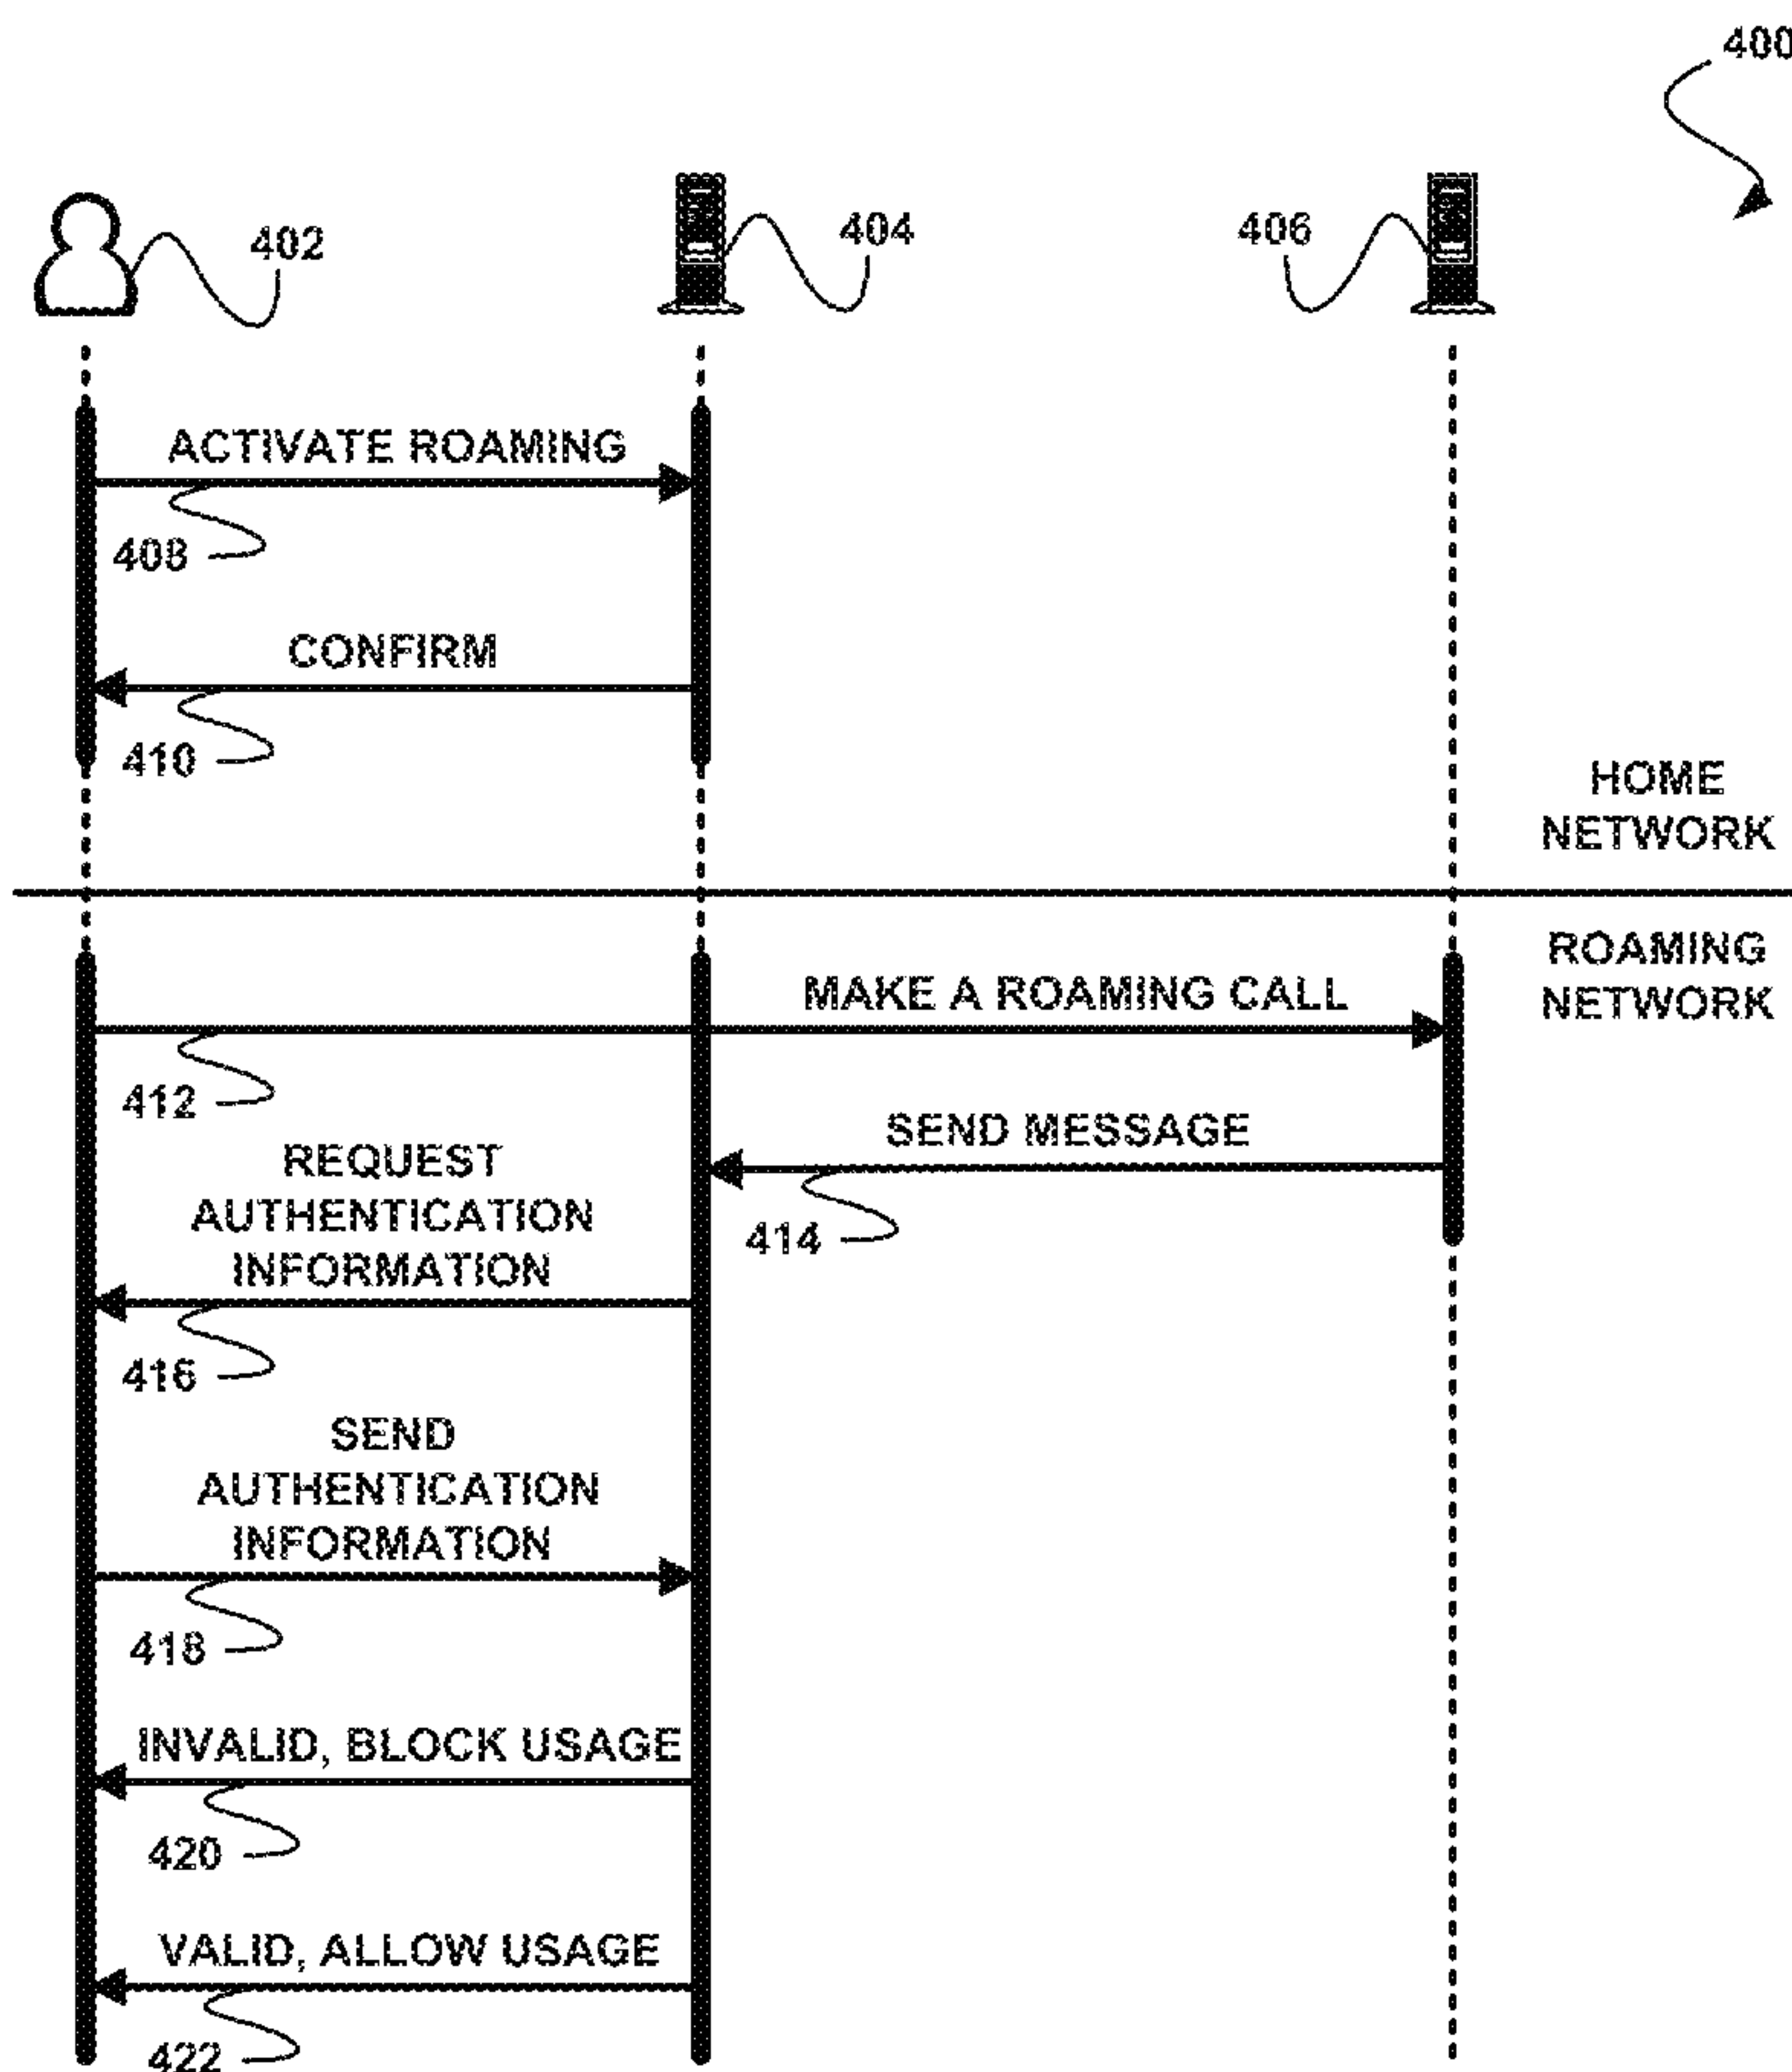 400
402
404
406
ACTIVATE ROAMING
408
CONFIRM
410
HOME
NETWORK
ROAMING
NETWORK
MAKE A ROAMING CALL
412
SEND MESSAGE
414
REQUEST
AUTHENTICATION
INFORMATION
416
SEND
AUTHENTICATION
INFORMATION
418
INVALID, BLOCK USAGE
420
VALID, ALLOW USAGE
422